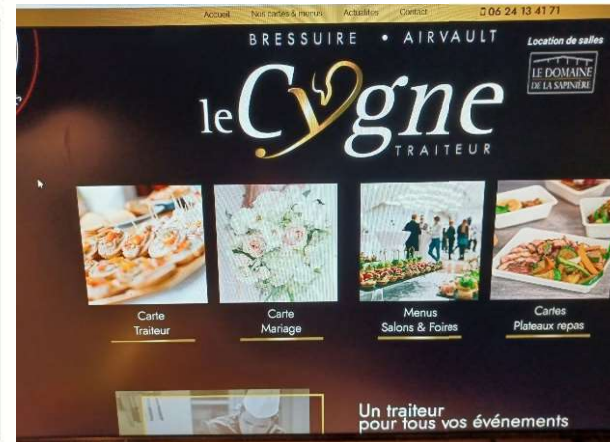 Accueil Nos cartes & menus Actualités Contact 06 24 13 41 71
BRESSUIRE • AIRVAULT
Location de salles
LE DOMAINE
DE LA SAPINIÈRE
le Cygne
TRAITEUR
Carte
Traiteur
Carte
Mariage
Menus
Salons & Foires
Cartes
Plateaux repas
Un traiteur
pour tous vos événements